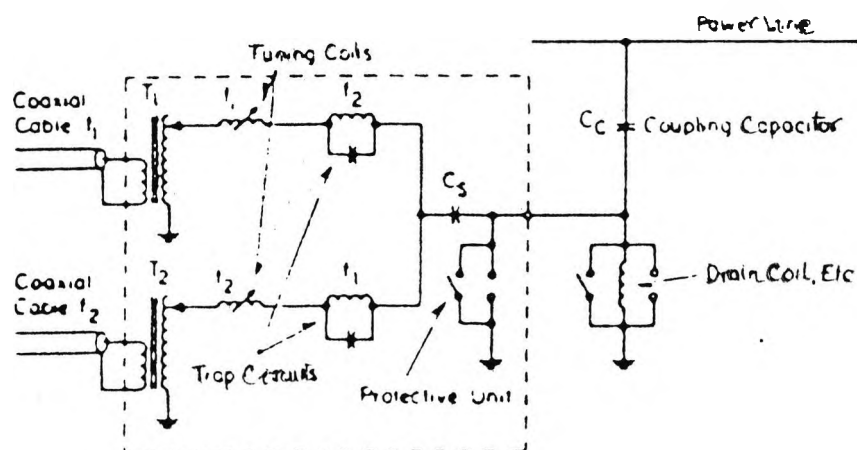 Power Line
Tuning Coils
Coaxial
Cable f1
T1
f1
f2
Cc
Coupling Capacitor
Cs
Coaxial
Cable f2
T2
f2
f1
Drain Coil, Etc
Trap Circuits
Protective Unit